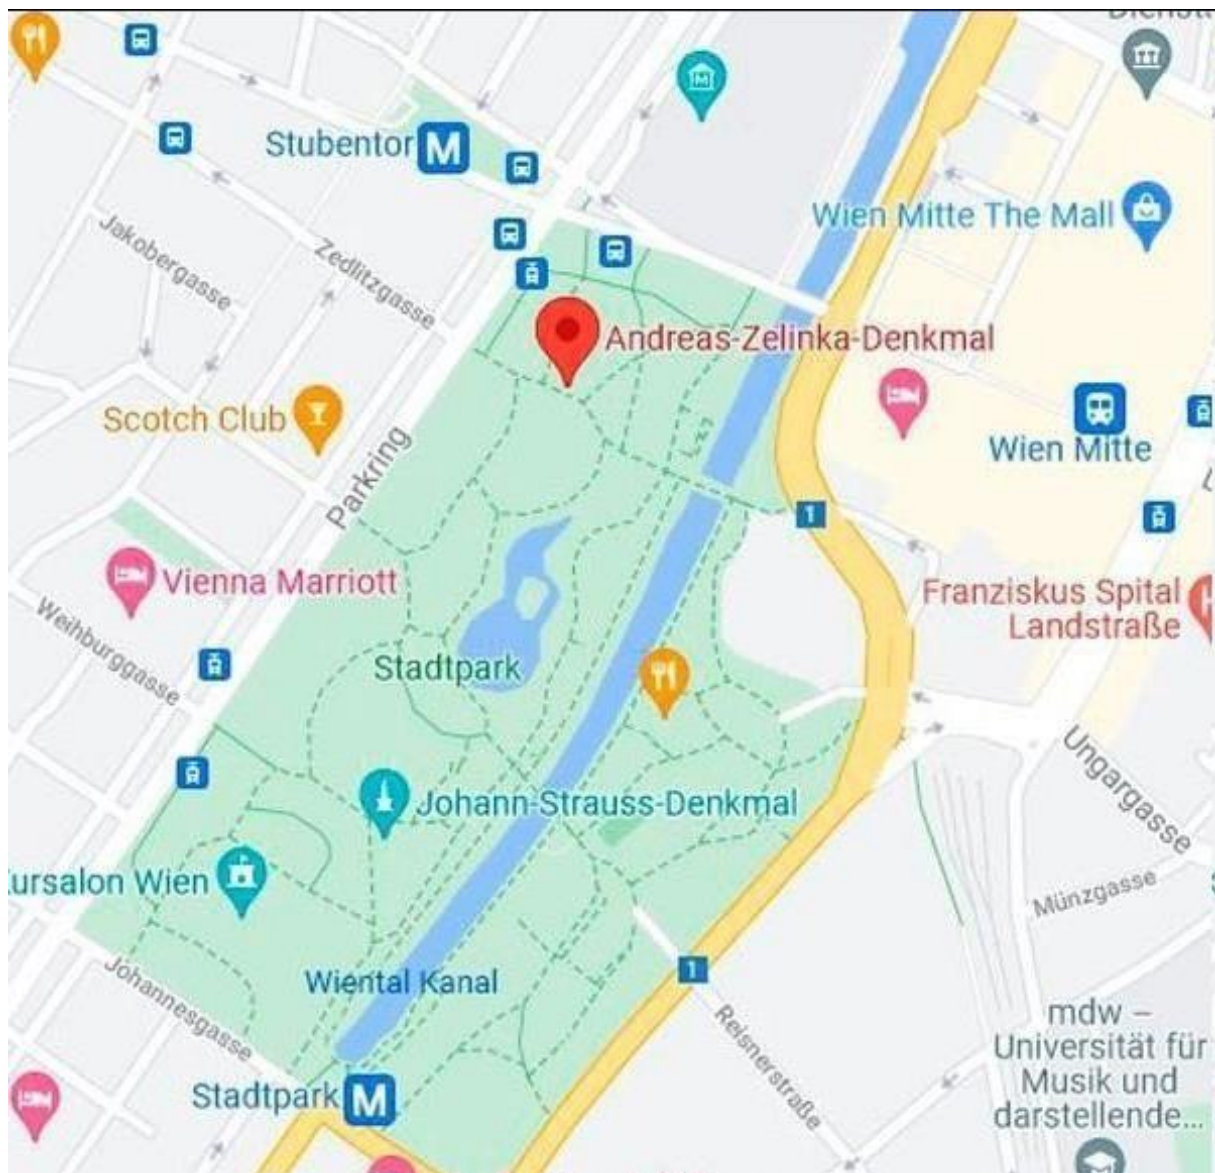 Stubentor M
Wien Mitte The Mall
Jakobergasse
Zedlitzgasse
Andreas-Zelinka-Denkmal
Scotch Club
Wien Mitte
Parkring
1
Vienna Marriott
Franziskus Spital
Landstraße
Weihburggasse
Stadtpark
Ungargasse
Johann-Strauss-Denkmal
ursalon Wien
Münzgasse
Johannesgasse
Wiental Kanal
1
Reisnerstraße
mdw –
Universität für
Musik und
darstellende...
Stadtpark M